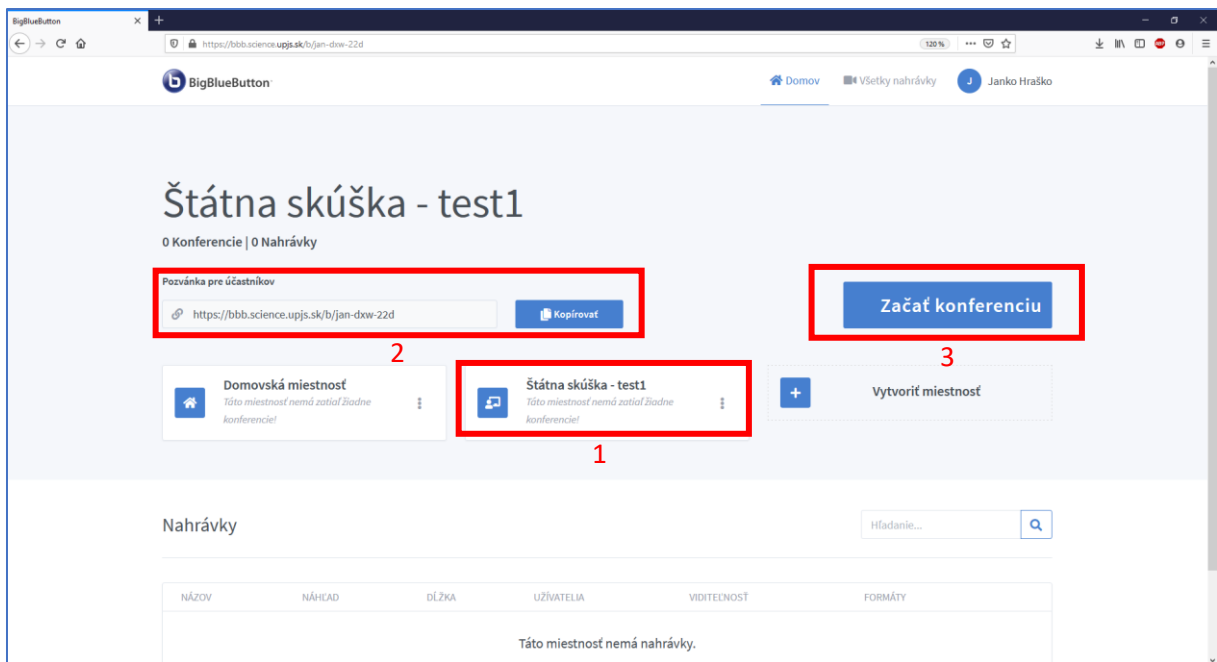 BigBlueButton
https://bbb.science.upjs.sk/b/jan-dxw-22d
120 %
BigBlueButton
Domov
Všetky nahrávky
J
Janko Hraško
Štátna skúška - test1
0 Konferencie | 0 Nahrávky
Pozvánka pre účastníkov
https://bbb.science.upjs.sk/b/jan-dxw-22d
Kopírovať
Začať konferenciu
2
3
Domovská miestnosť
Táto miestnosť nemá zatiaľ žiadne
konferencie!
Štátna skúška - test1
Táto miestnosť nemá zatiaľ žiadne
konferencie!
Vytvoriť miestnosť
1
Nahrávky
Hľadanie...
NÁZOV
NÁHĽAD
DĹŽKA
UŽÍVATELIA
VIDITEĽNOSŤ
FORMÁTY
Táto miestnosť nemá nahrávky.